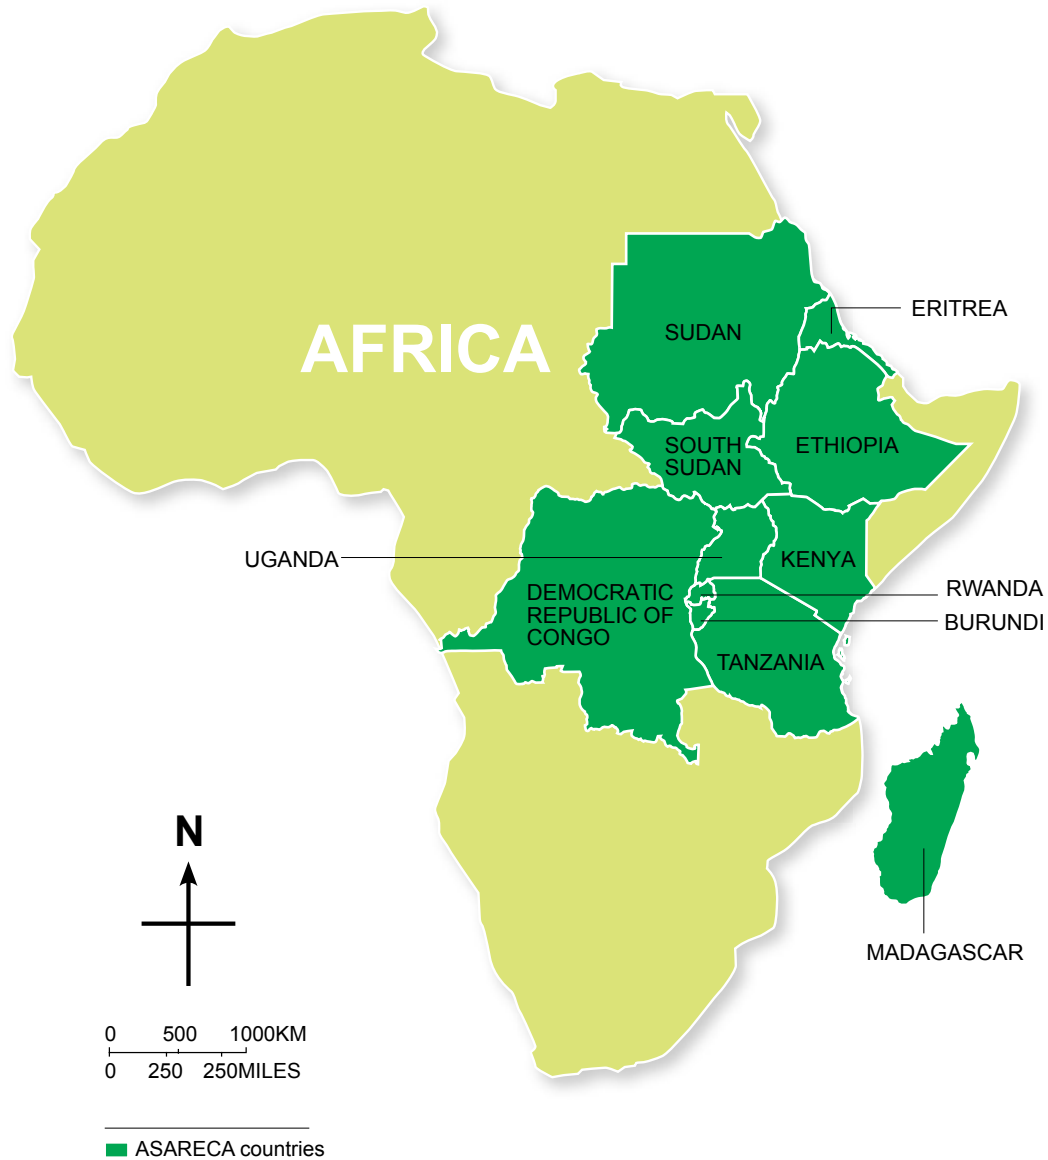 ERITREA
SUDAN
AFRICA
SOUTH
SUDAN
ETHIOPIA
UGANDA
KENYA
DEMOCRATIC
REPUBLIC OF
CONGO
RWANDA
BURUNDI
TANZANIA
N
MADAGASCAR
0 500 1000KM
0 250 250MILES
ASARECA countries